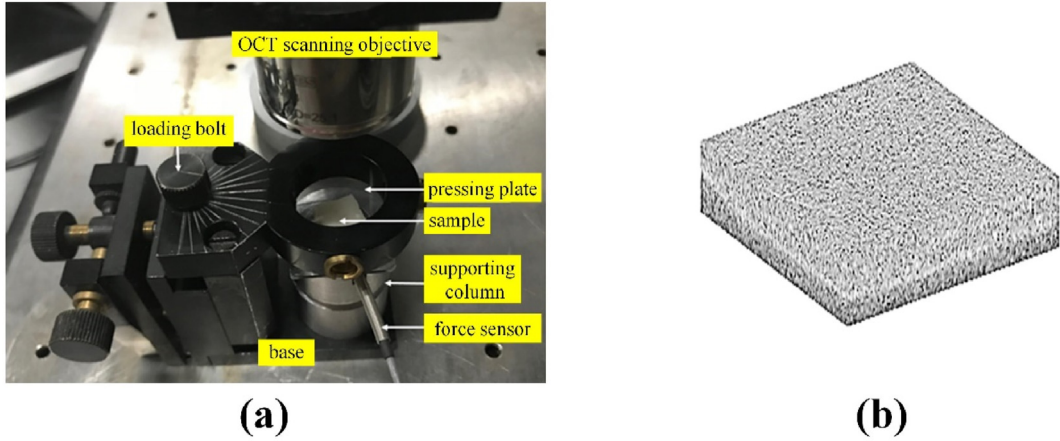 OCT scanning objective
loading bolt
pressing plate
sample
supporting
column
force sensor
base
(a)
(b)